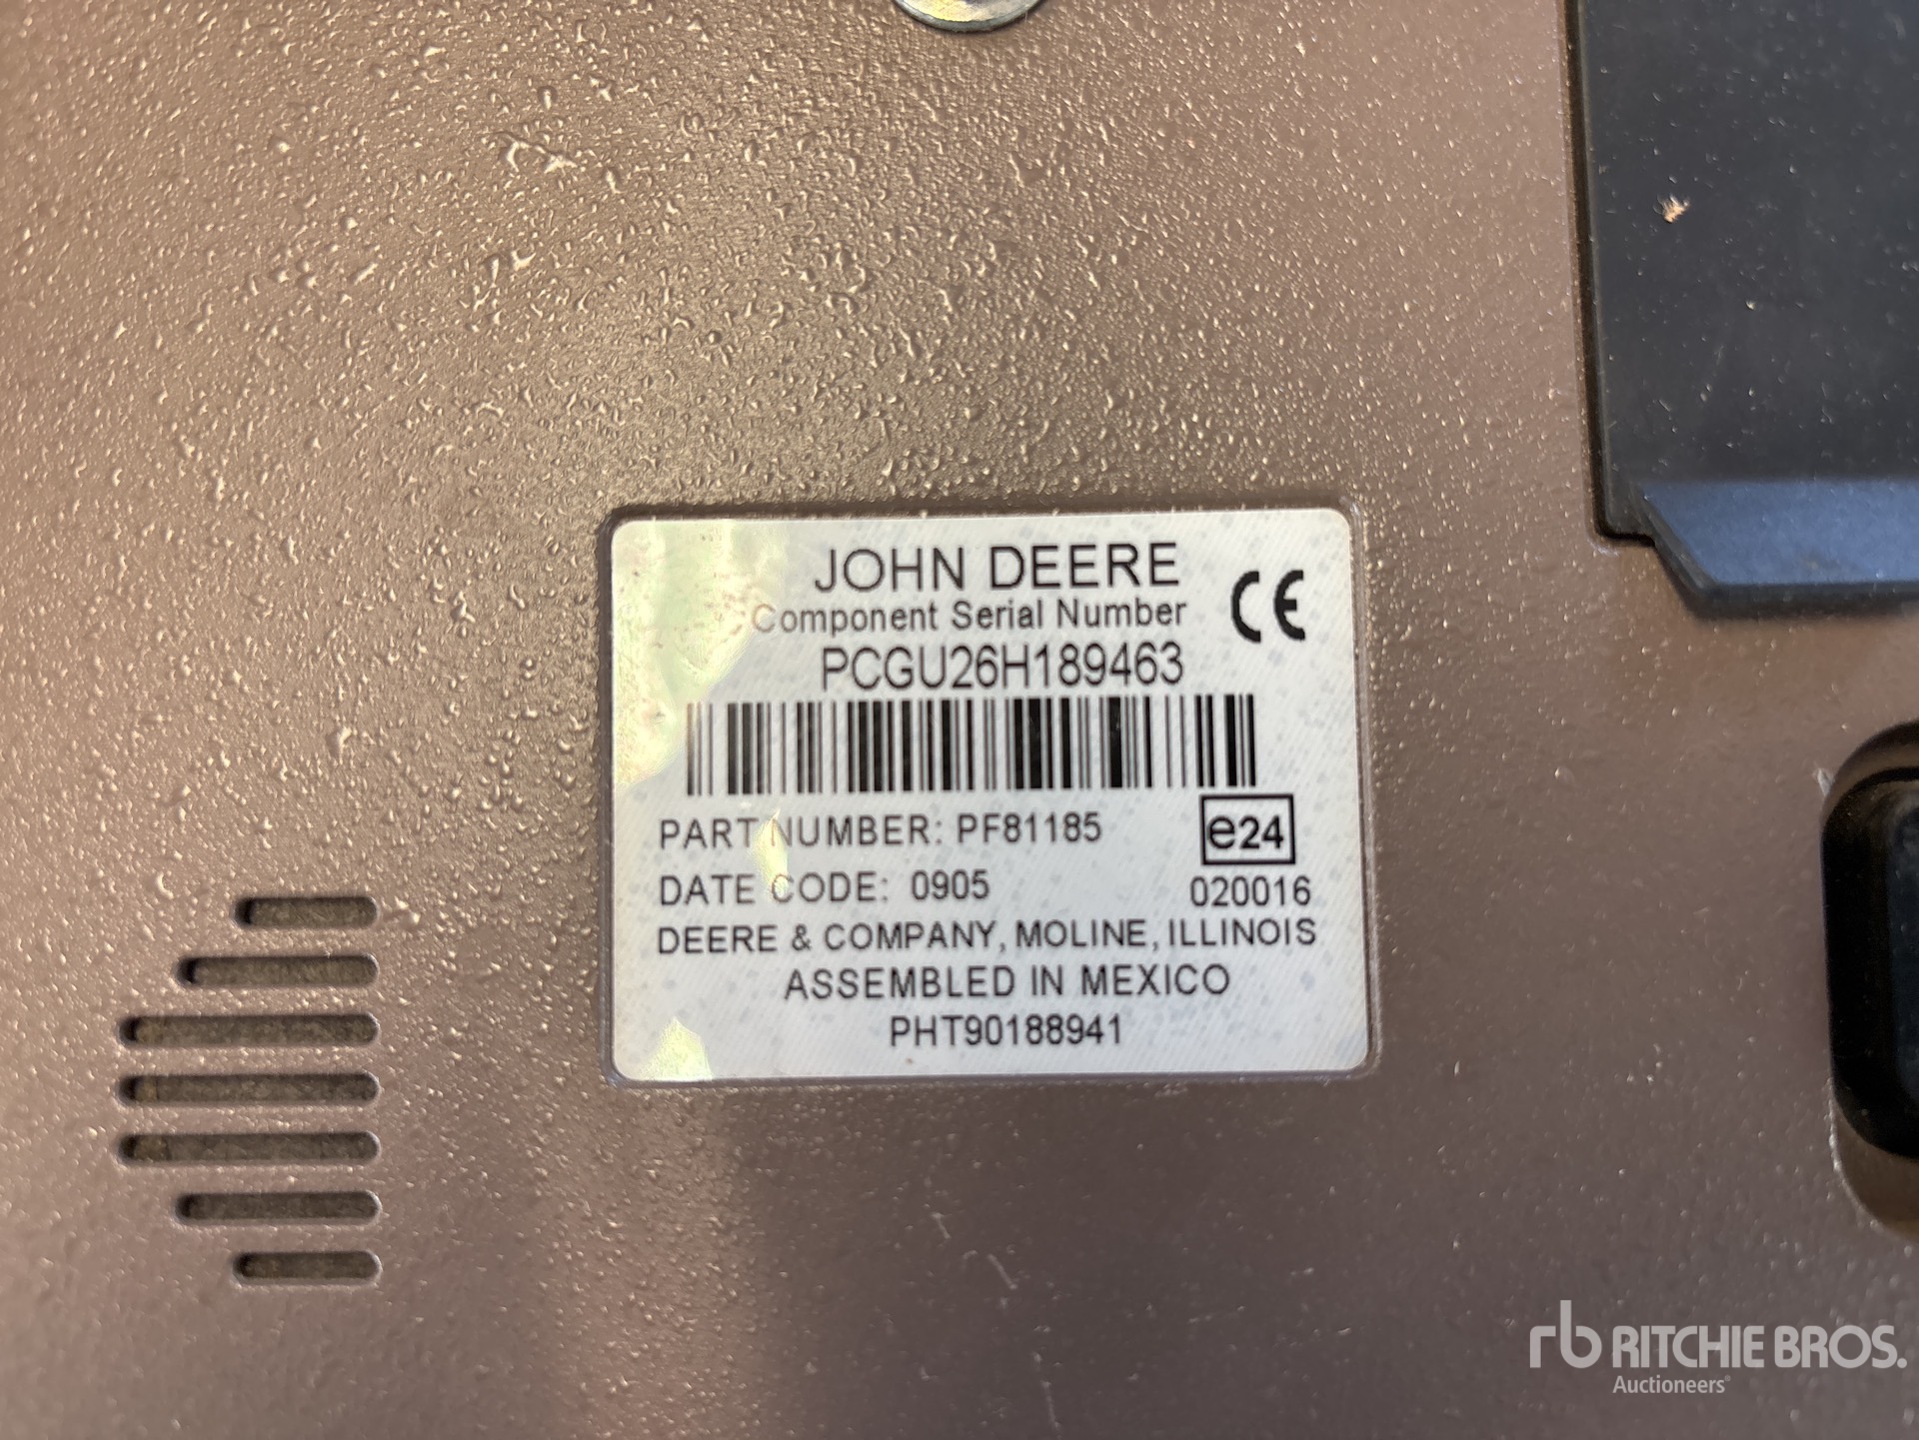 JOHN DEERE
Component Serial Number
CE
PCGU26H189463
PART NUMBER: PF81185
e24
DATE CODE: 0905
020016
DEERE & COMPANY, MOLINE, ILLINOIS
ASSEMBLED IN MEXICO
PHT90188941
rb RITCHIE BROS.
Auctioneers